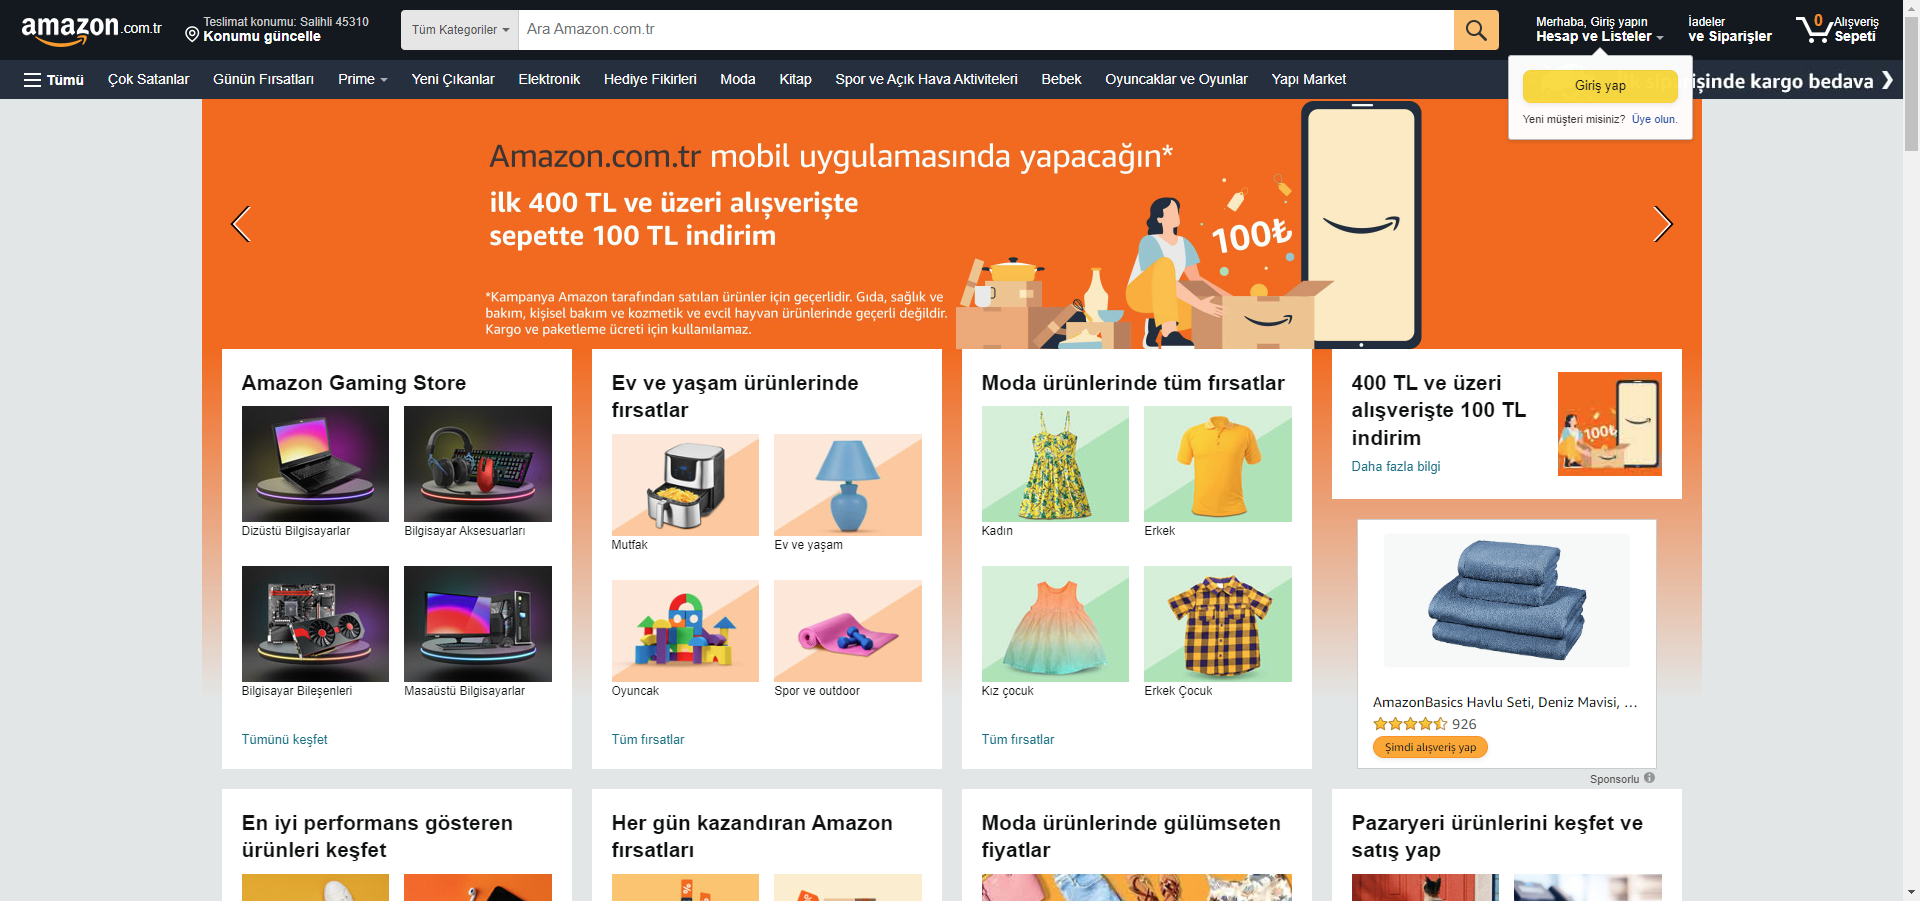 amazon.com.tr
Teslimat konumu: Salihli 45310
Konumu güncelle
Tüm Kategoriler
Ara Amazon.com.tr
Merhaba, Giriş yapın
Hesap ve Listeler
İadeler
ve Siparişler
0
Alışveriş
Sepeti
Tümü
Çok Satanlar
Günün Fırsatları
Prime
Yeni Çıkanlar
Elektronik
Hediye Fikirleri
Moda
Kitap
Spor ve Açık Hava Aktiviteleri
Bebek
Oyuncaklar ve Oyunlar
Yapı Market
kargo bedava
Giriş yap
Yeni müşteri misiniz? Üye olun.
Amazon.com.tr mobil uygulamasında yapacağın*
ilk 400 TL ve üzeri alışverişte
sepette 100 TL indirim
100₺
*Kampanya Amazon tarafından satılan ürünler için geçerlidir. Gıda, sağlık ve
bakım, kişisel bakım ve kozmetik ve evcil hayvan ürünlerinde geçerli değildir.
Kargo ve paketleme ücreti için kullanılamaz.
Amazon Gaming Store
Dizüstü Bilgisayarlar
Bilgisayar Aksesuarları
Bilgisayar Bileşenleri
Masaüstü Bilgisayarlar
Tümünü keşfet
Ev ve yaşam ürünlerinde
fırsatlar
Mutfak
Ev ve yaşam
Oyuncak
Spor ve outdoor
Tüm fırsatlar
Moda ürünlerinde tüm fırsatlar
Kadın
Erkek
Kız çocuk
Erkek Çocuk
Tüm fırsatlar
400 TL ve üzeri
alışverişte 100 TL
indirim
Daha fazla bilgi
100₺
AmazonBasics Havlu Seti, Deniz Mavisi, ...
926
Şimdi alışveriş yap
Sponsorlu
En iyi performans gösteren
ürünleri keşfet
Her gün kazandıran Amazon
fırsatları
%
Moda ürünlerinde gülümseten
fiyatlar
Pazaryeri ürünlerini keşfet ve
satış yap